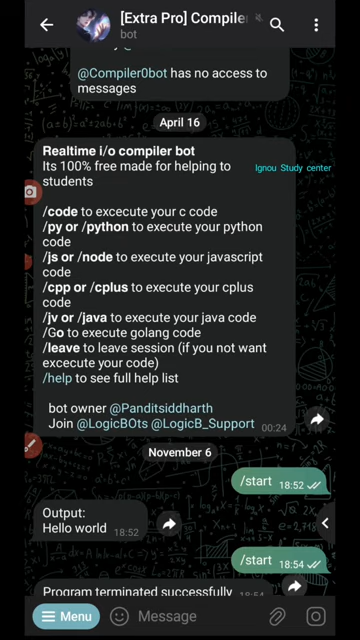 [Extra Pro] Compiler
bot
@Compiler0bot has no access to
messages
April 16
Realtime i/o compiler bot
Its 100% free made for helping to
students
Ignou Study center
/code to excecute your c code
/py or /python to execute your python
code
/js or /node to execute your javascript
code
/cpp or /cplus to execute your cplus
code
/jv or /java to execute your java code
/Go to execute golang code
/leave to leave session (if you not want
excecute your code)
/help to see full help list
bot owner @Panditsiddharth
Join @LogicBOts @LogicB_Support
00:24
November 6
/start 18:52
Output:
Hello world 18:52
/start 18:54
Program terminated successfully
18:54
Menu
Message